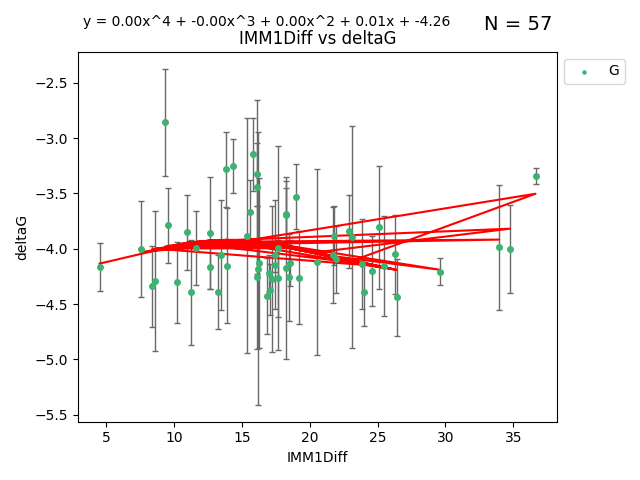 y = 0.00x^4 + -0.00x^3 + 0.00x^2 + 0.01x + -4.26
N = 57
IMM1Diff vs deltaG
G
−2.5
−3.0
−3.5
−4.0
−4.5
−5.0
−5.5
deltaG
5 10 15 20 25 30 35
IMM1Diff